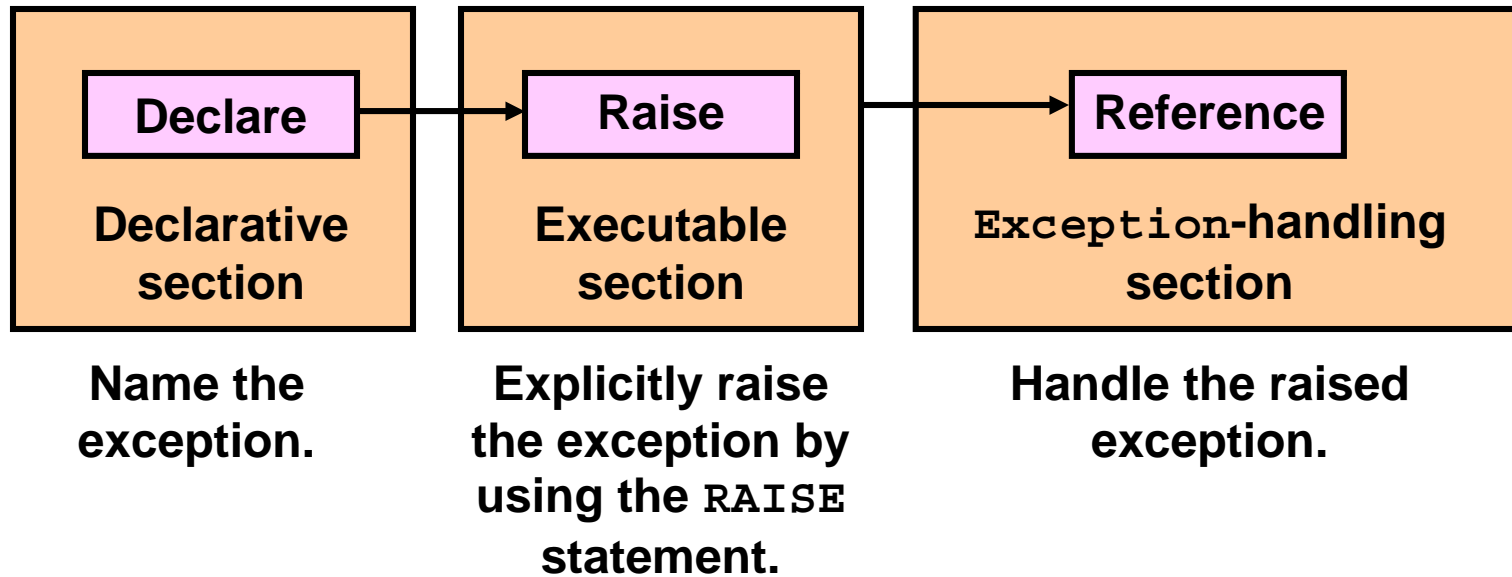 Declare
Declarative
section
Name the
exception.
Raise
Executable
section
Explicitly raise
the exception by
using the RAISE
statement.
Reference
Exception-handling
section
Handle the raised
exception.